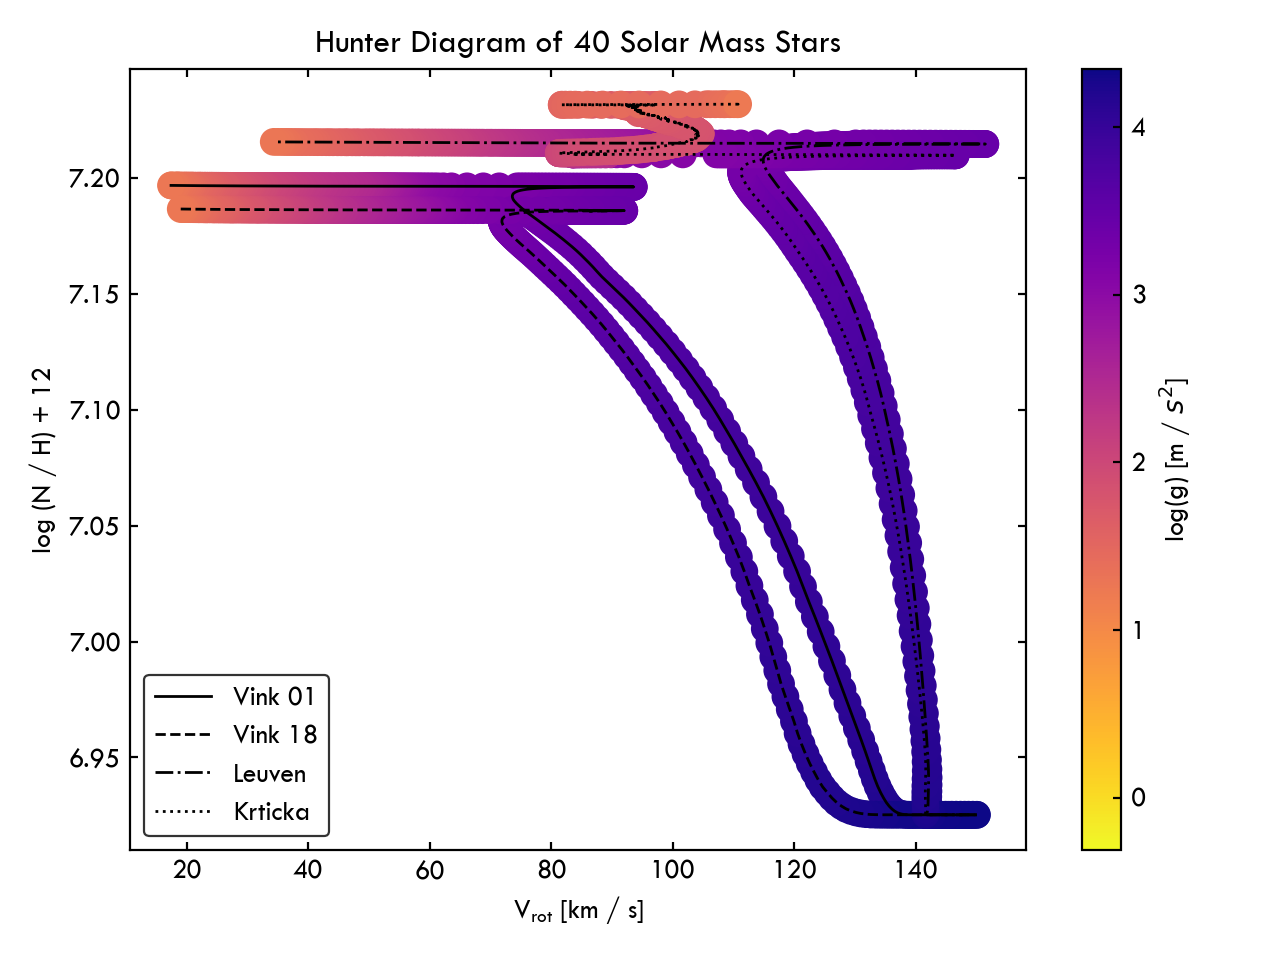 Hunter Diagram of 40 Solar Mass Stars
7.20
7.15
7.10
7.05
7.00
6.95
log (N / H) + 12
20
40
60
80
100
120
140
V_rot [km / s]
Vink 01
Vink 18
Leuven
Krticka
4
3
2
1
0
log(g) [m / s²]